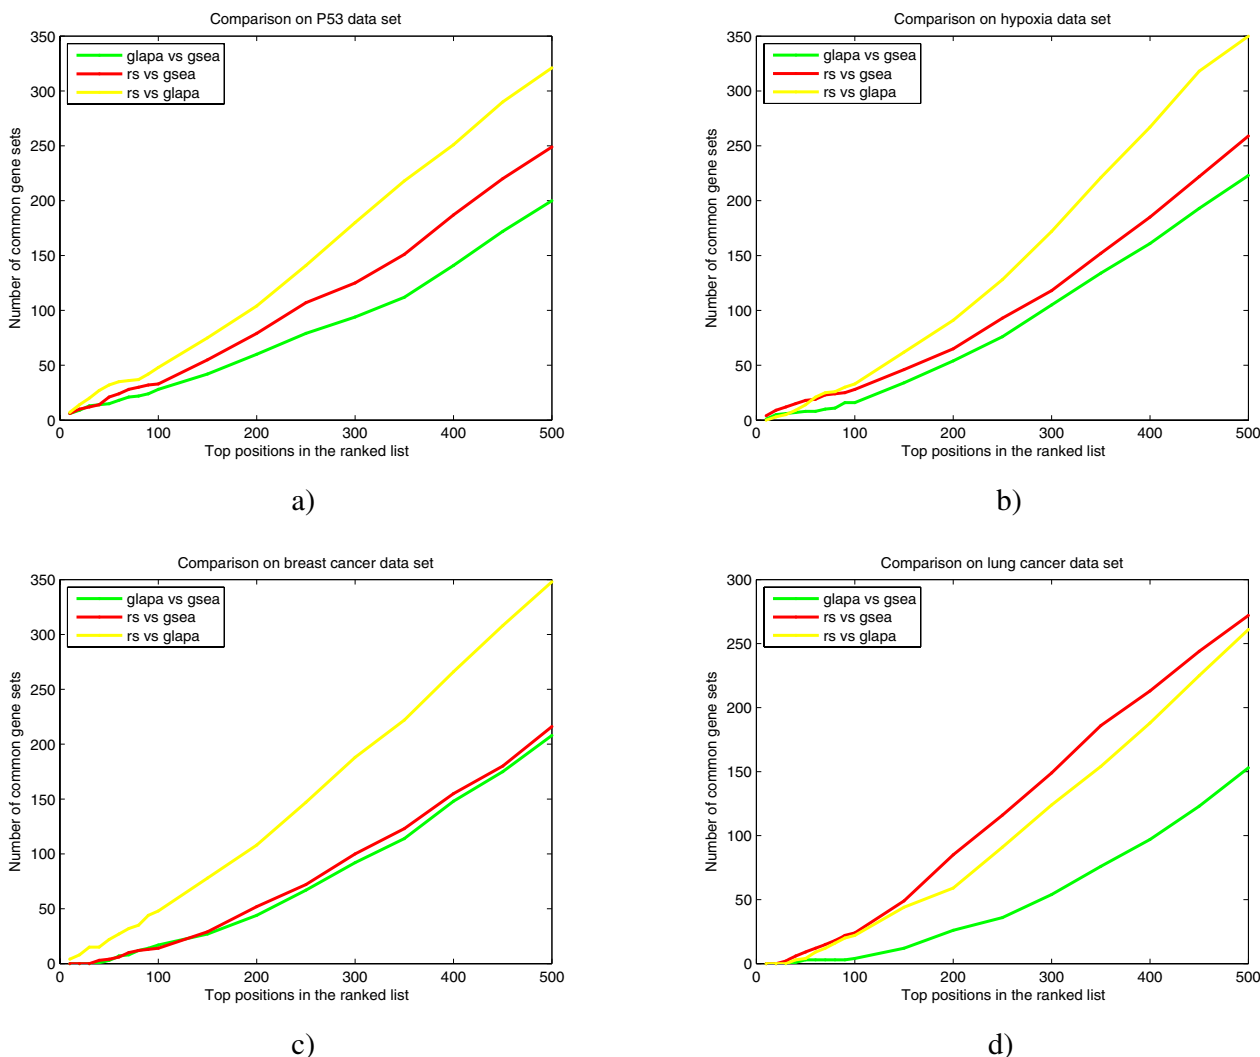 Comparison on P53 data set
350
300
250
200
150
100
50
0
0 100 200 300 400 500
Number of common gene sets
Top positions in the ranked list
glapa vs gsea
rs vs gsea
rs vs glapa
a)
Comparison on hypoxia data set
350
300
250
200
150
100
50
0
0 100 200 300 400 500
Number of common gene sets
Top positions in the ranked list
glapa vs gsea
rs vs gsea
rs vs glapa
b)
Comparison on breast cancer data set
350
300
250
200
150
100
50
0
0 100 200 300 400 500
Number of common gene sets
Top positions in the ranked list
glapa vs gsea
rs vs gsea
rs vs glapa
c)
Comparison on lung cancer data set
300
250
200
150
100
50
0
0 100 200 300 400 500
Number of common gene sets
Top positions in the ranked list
glapa vs gsea
rs vs gsea
rs vs glapa
d)